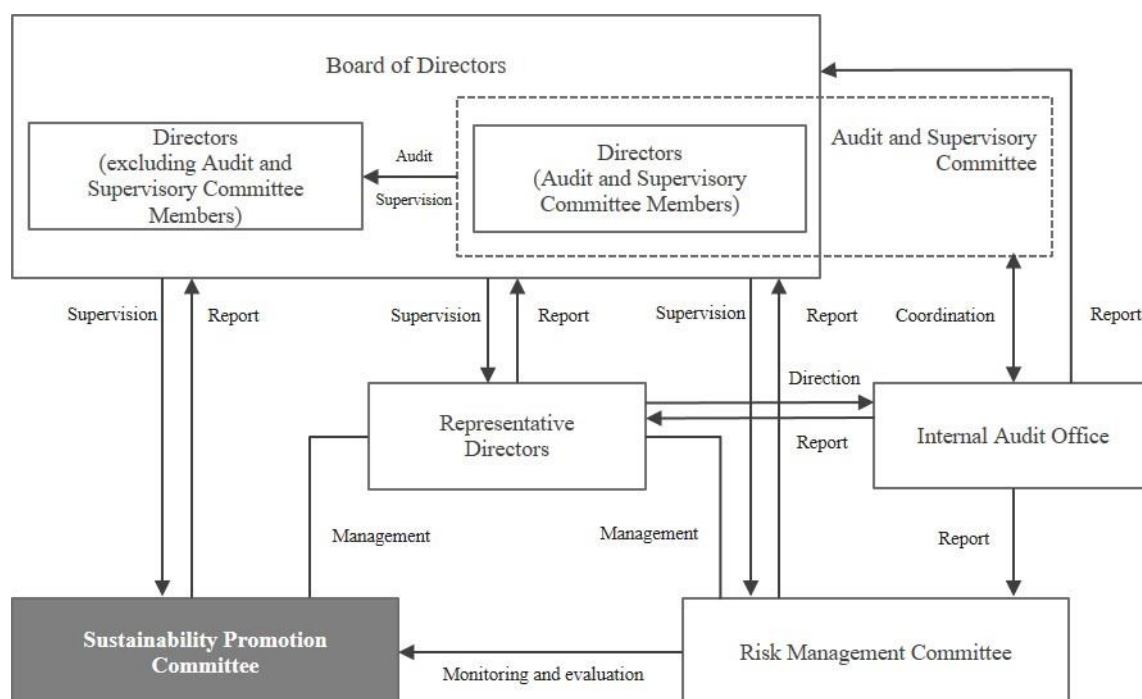 Board of Directors
Directors
(excluding Audit and
Supervisory Committee
Members)
Audit
Supervision
Directors
(Audit and Supervisory
Committee Members)
Audit and Supervisory
Committee
Supervision
Report
Supervision
Report
Supervision
Report
Coordination
Report
Direction
Representative
Directors
Report
Internal Audit Office
Management
Management
Report
Sustainability Promotion
Committee
Monitoring and evaluation
Risk Management Committee